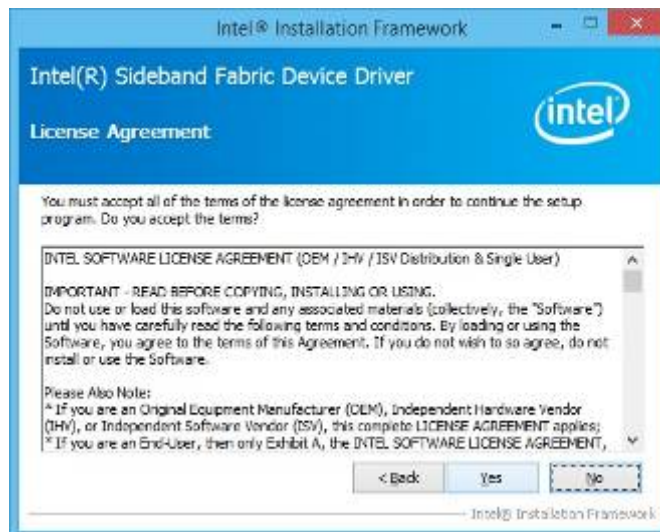 Intel® Installation Framework
Intel(R) Sideband Fabric Device Driver
License Agreement
intel
You must accept all of the terms of the license agreement in order to continue the setup
program. Do you accept the terms?
INTEL SOFTWARE LICENSE AGREEMENT (OEM / IHV / ISV Distribution & Single User)
IMPORTANT - READ BEFORE COPYING, INSTALLING OR USING.
Do not use or load this software and any associated materials (collectively, the "Software")
until you have carefully read the following terms and conditions. By loading or using the
Software, you agree to the terms of this Agreement. If you do not wish to so agree, do not
install or use the Software.
Please Also Note:
* If you are an Original Equipment Manufacturer (OEM), Independent Hardware Vendor
(IHV), or Independent Software Vendor (ISV), this complete LICENSE AGREEMENT applies;
* If you are an End-User, then only Exhibit A, the INTEL SOFTWARE LICENSE AGREEMENT,
< Back Yes No
Intel® Installation Framework